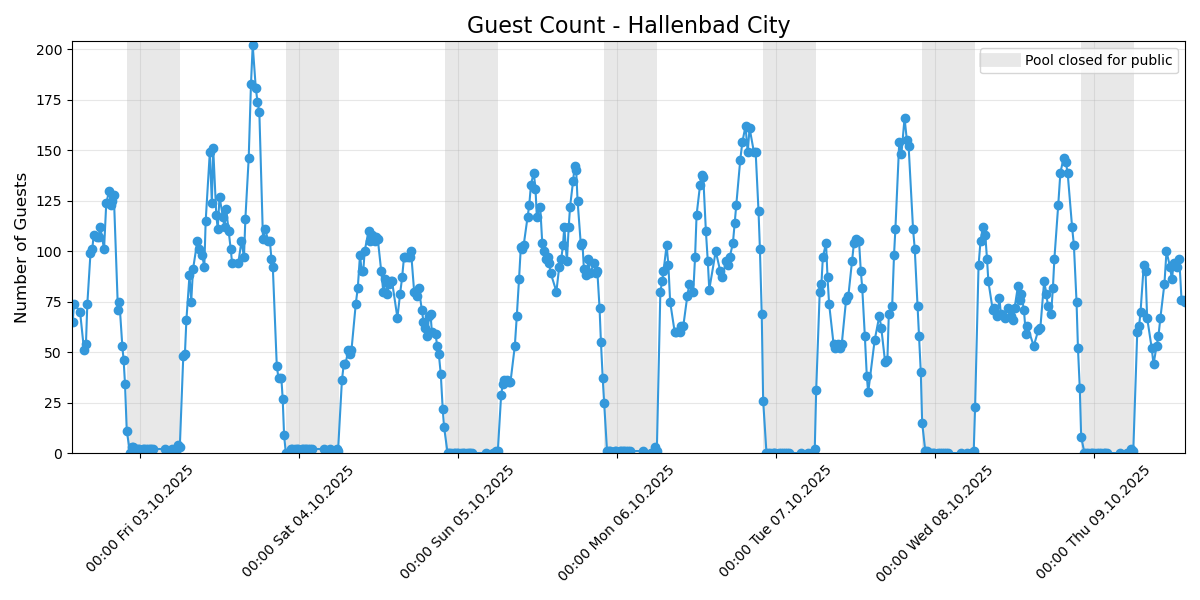 Guest Count - Hallenbad City
Number of Guests
200
175
150
125
100
75
50
25
0
Pool closed for public
00:00 Fri 03.10.2025
00:00 Sat 04.10.2025
00:00 Sun 05.10.2025
00:00 Mon 06.10.2025
00:00 Tue 07.10.2025
00:00 Wed 08.10.2025
00:00 Thu 09.10.2025